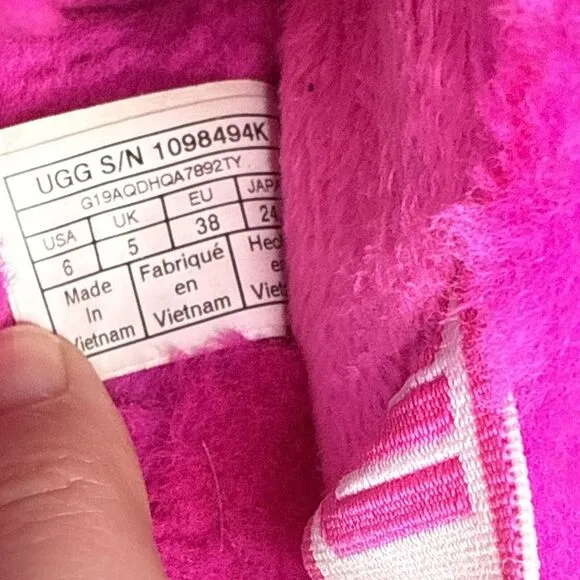 UGG S/N 1098494K
G19AQDHQA7892TY
USA UK EU
6 5 38 24
Made Fabriqué
In en
Vietnam Vietnam